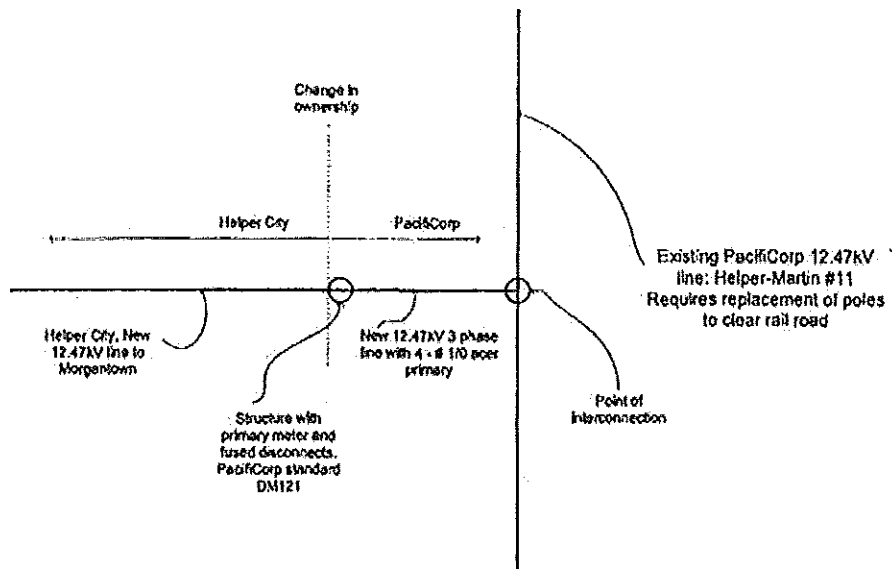 Change in
ownership
Helper City
PacifiCorp
Existing PacifiCorp 12.47kV
line: Helper-Martin #11
Requires replacement of poles
to clear rail road
Helper City, New
12.47kV line to
Morgantown
New 12.47kV 3 phase
line with 4 - # 1/0 acsr
primary
Structure with
primary meter and
fused disconnects.
PacifiCorp standard
DM121
Point of
interconnection